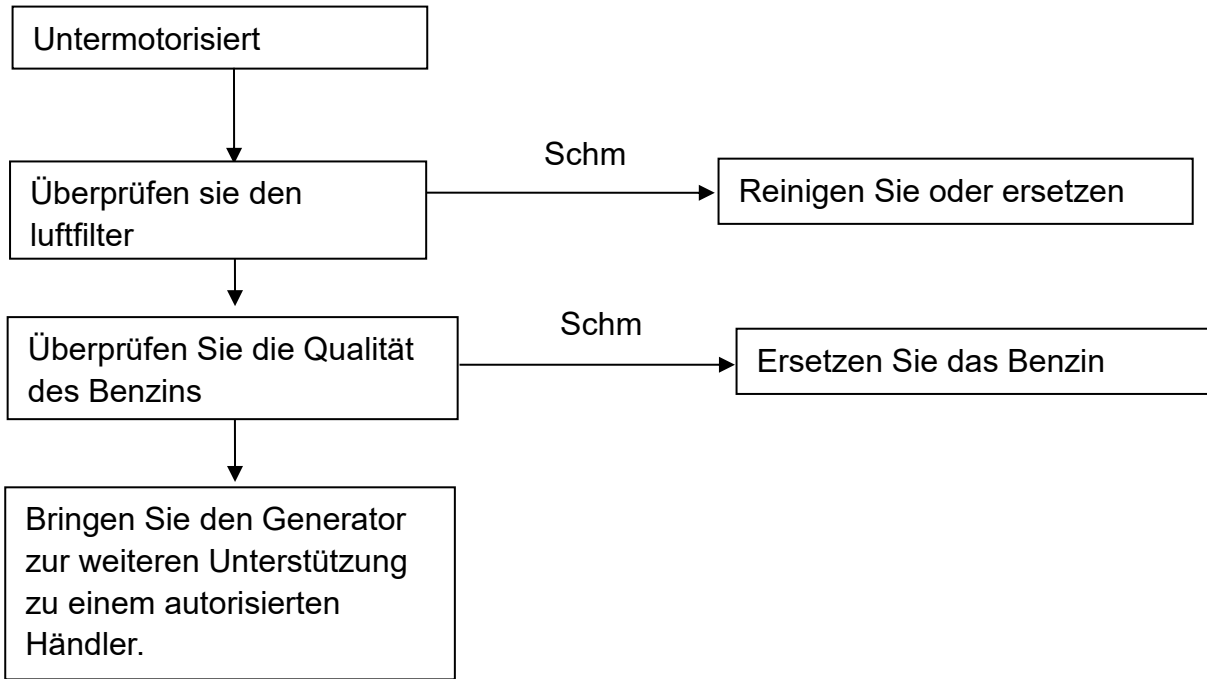 Untermotorisiert
Schm
Überprüfen sie den
luftfilter
Reinigen Sie oder ersetzen
Schm
Überprüfen Sie die Qualität
des Benzins
Ersetzen Sie das Benzin
Bringen Sie den Generator
zur weiteren Unterstützung
zu einem autorisierten
Händler.